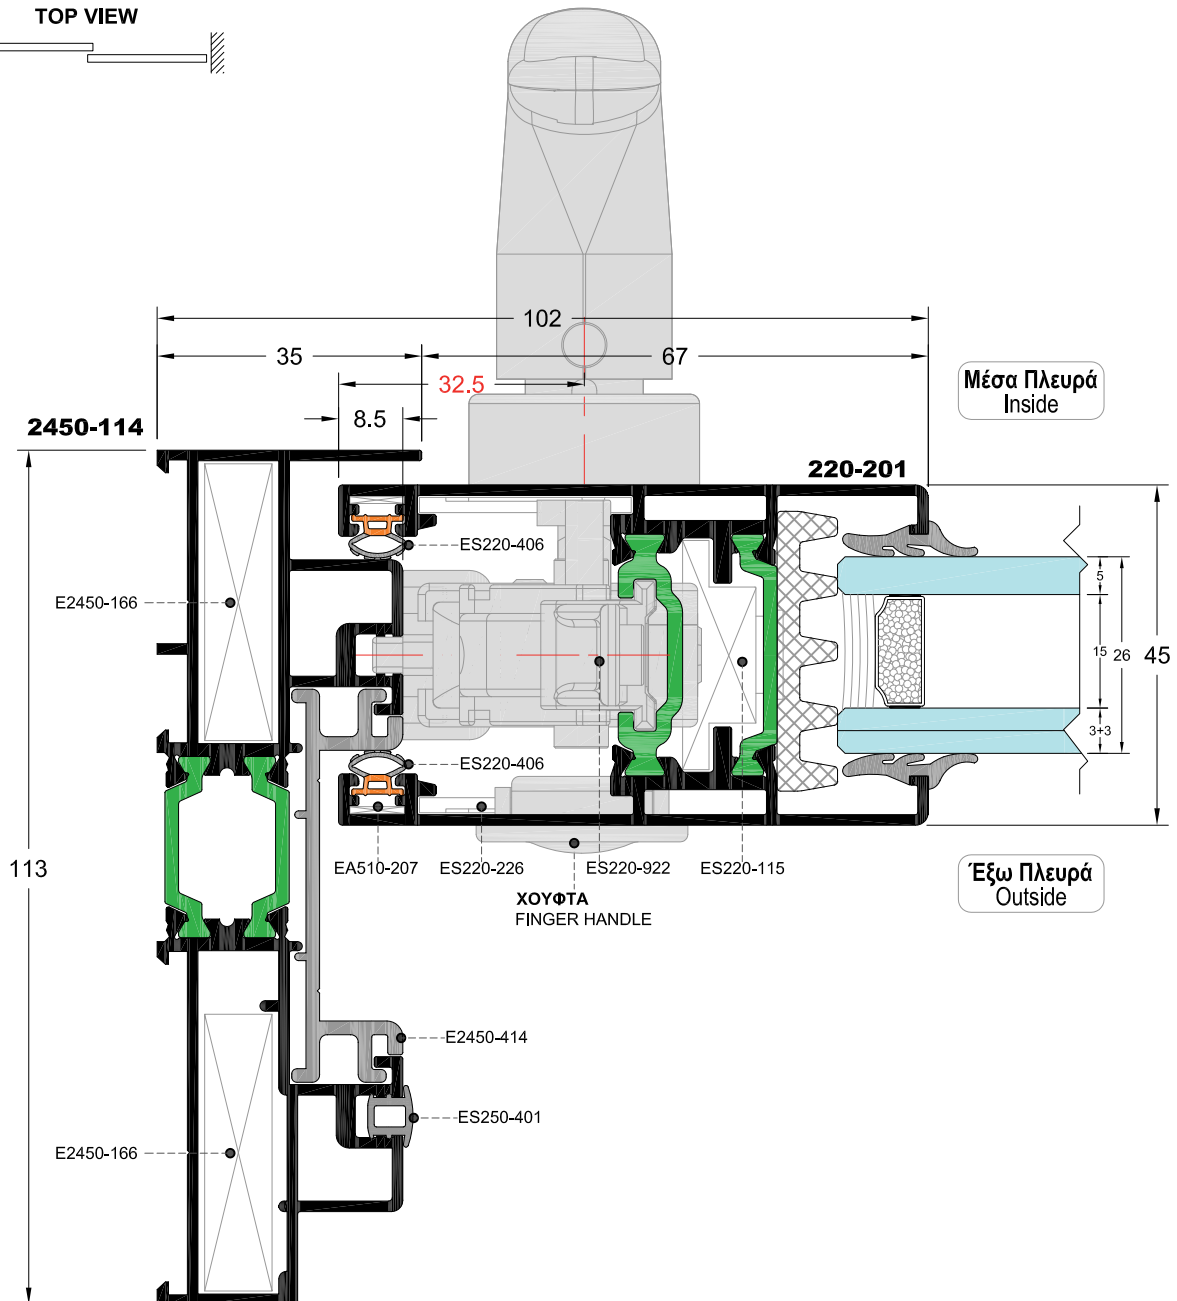 TOP VIEW
102
35
67
32.5
8.5
Μέσα Πλευρά
Inside
2450-114
220-201
ES220-406
E2450-166
5
15
26
45
3+3
ES220-406
113
EA510-207
ES220-226
ES220-922
ES220-115
ΧΟΥΦΤΑ
FINGER HANDLE
Έξω Πλευρά
Outside
E2450-414
ES250-401
E2450-166